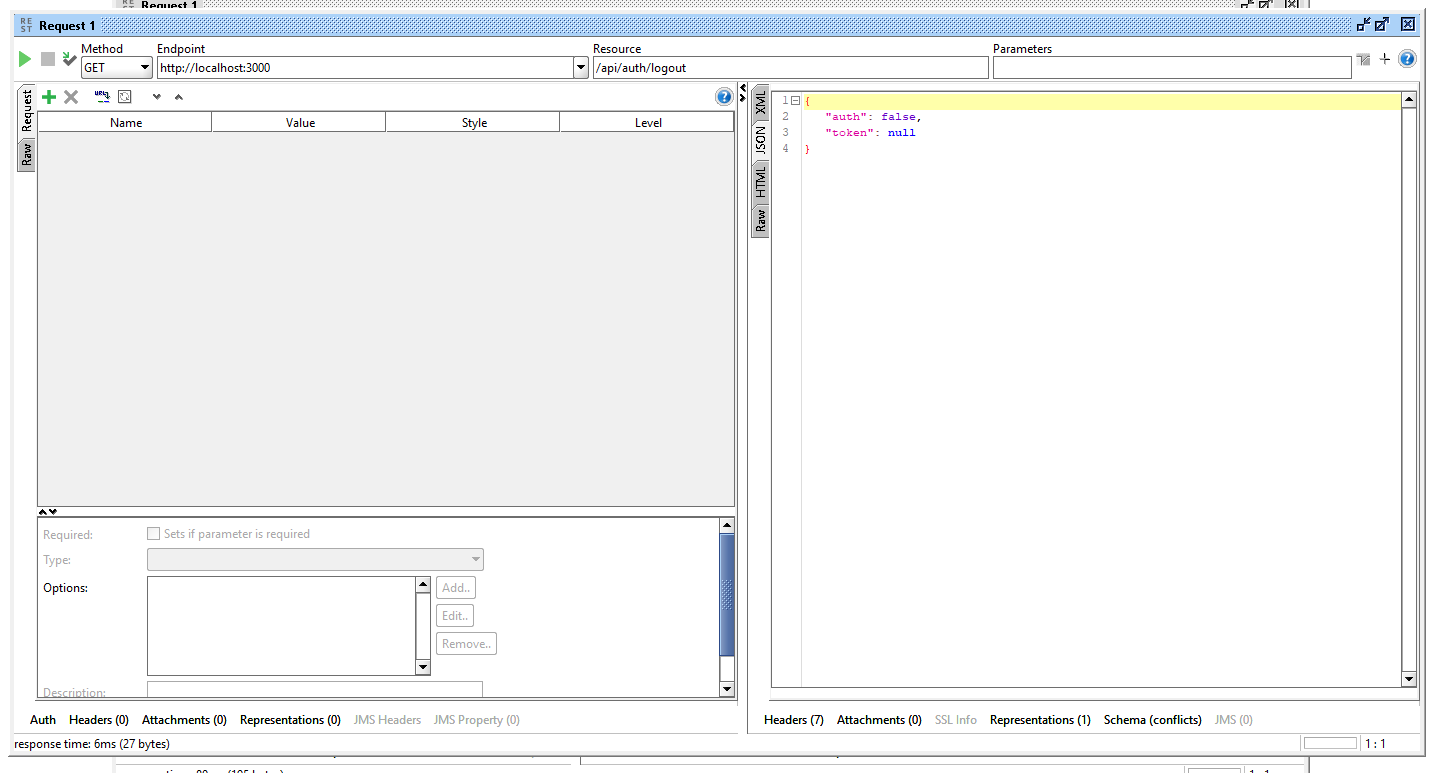 Request 1
RE
ST Request 1
Method Endpoint Resource Parameters
GET http://localhost:3000 /api/auth/logout
Request
Raw
Name Value Style Level
Required: Sets if parameter is required
Type:
Options: Add..
Edit..
Remove..
Description:
Auth Headers (0) Attachments (0) Representations (0) JMS Headers JMS Property (0)
XML
JSON
HTML
Raw
1 {
2 "auth": false,
3 "token": null
4 }
Headers (7) Attachments (0) SSL Info Representations (1) Schema (conflicts) JMS (0)
response time: 6ms (27 bytes) 1 : 1